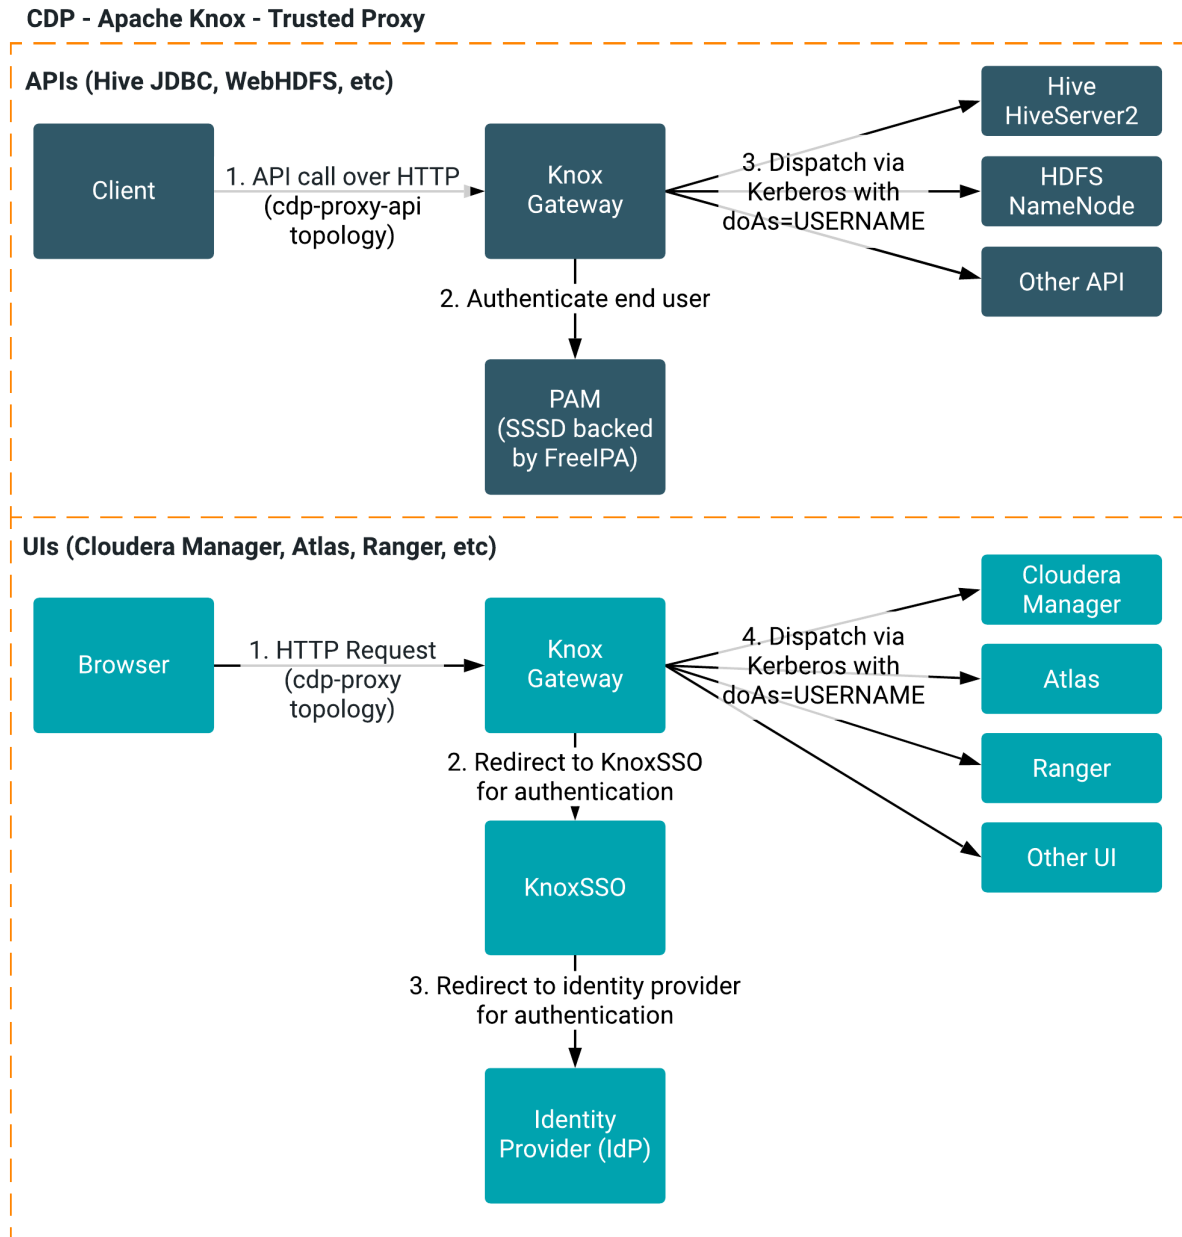 CDP - Apache Knox - Trusted Proxy
APIs (Hive JDBC, WebHDFS, etc)
Client
1. API call over HTTP
(cdp-proxy-api
topology)
Knox
Gateway
3. Dispatch via
Kerberos with
doAs=USERNAME
Hive
HiveServer2
HDFS
NameNode
Other API
2. Authenticate end user
PAM
(SSSD backed
by FreeIPA)
UIs (Cloudera Manager, Atlas, Ranger, etc)
Browser
1. HTTP Request
(cdp-proxy
topology)
Knox
Gateway
4. Dispatch via
Kerberos with
doAs=USERNAME
Cloudera
Manager
Atlas
Ranger
Other UI
2. Redirect to KnoxSSO
for authentication
KnoxSSO
3. Redirect to identity provider
for authentication
Identity
Provider (IdP)